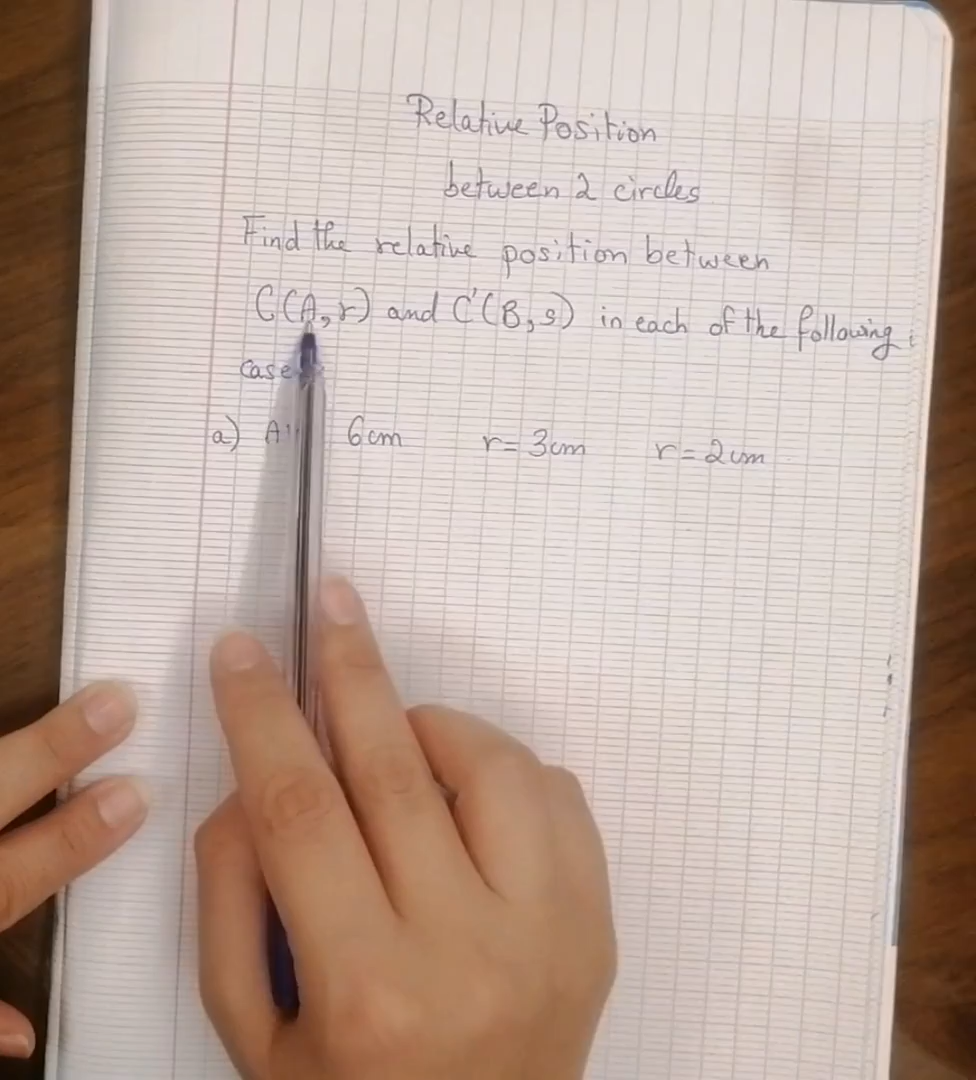 Relative Position
between 2 circles
Find the relative position between
C(A,r) and C'(B,s) in each of the following
case
a) A 6cm r=3cm r=2cm